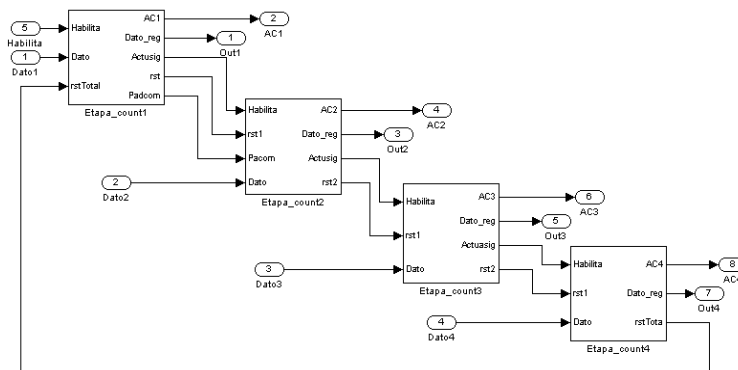 5
Habilita
1
Dato1
Habilita
Dato
rstTotal
AC1
Dato_reg
Actusig
rst
Padcom
Etapa_count1
2
AC1
1
Out1
Habilita
rst1
Pacom
Dato
AC2
Dato_reg
Actusig
rst2
Etapa_count2
2
Dato2
4
AC2
3
Out2
Habilita
rst1
Dato
AC3
Dato_reg
Actuasig
rst2
Etapa_count3
3
Dato3
6
AC3
5
Out3
Habilita
rst1
Dato
AC4
Dato_reg
rstTota
Etapa_count4
4
Dato4
8
AC4
7
Out4